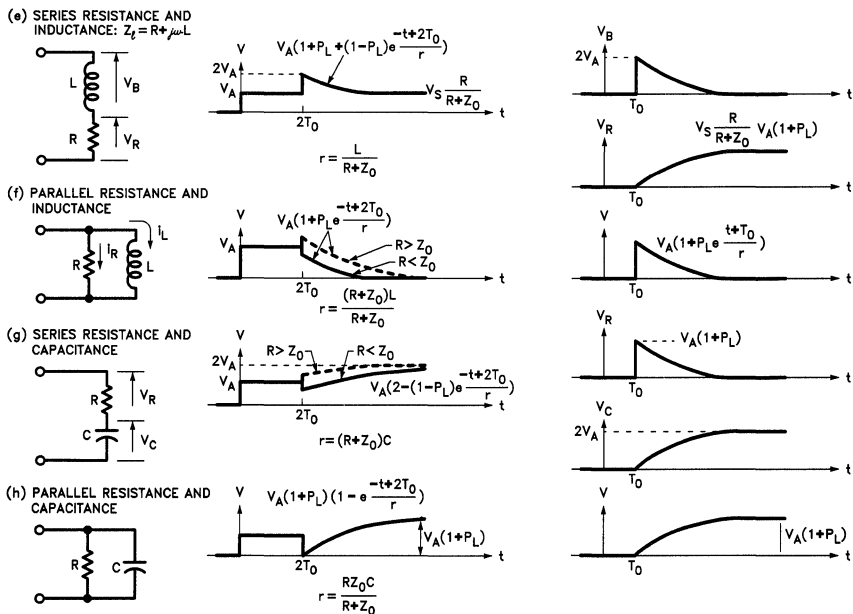 (e) SERIES RESISTANCE AND
INDUCTANCE: Zℓ = R+jωL
L
V_B
R
V_R
V
V_A(1+P_L+(1-P_L)e^(-t+2T_0/r))
2V_A
V_A
V_S R/(R+Z_0)
t
2T_0
r = L/(R+Z_0)
V_B
2V_A
t
T_0
V_R
V_S R/(R+Z_0) V_A(1+P_L)
t
T_0
(f) PARALLEL RESISTANCE AND
INDUCTANCE
i_L
i_R
R
L
V
V_A(1+P_L e^(-t+2T_0/r))
V_A
R>Z_0
R<Z_0
t
2T_0
r = (R+Z_0)L/(R+Z_0)
V
V_A(1+P_L e^(t+T_0/r))
t
T_0
(g) SERIES RESISTANCE AND
CAPACITANCE
R
V_R
C
V_C
V
2V_A
R>Z_0
R<Z_0
V_A
V_A(2-(1-P_L)e^(-t+2T_0/r))
t
2T_0
r=(R+Z_0)C
V_R
V_A(1+P_L)
t
T_0
V_C
2V_A
t
T_0
(h) PARALLEL RESISTANCE AND
CAPACITANCE
R
C
V
V_A(1+P_L)(1-e^(-t+2T_0/r))
V_A(1+P_L)
t
2T_0
r = RZ_0C/(R+Z_0)
V
V_A(1+P_L)
t
T_0